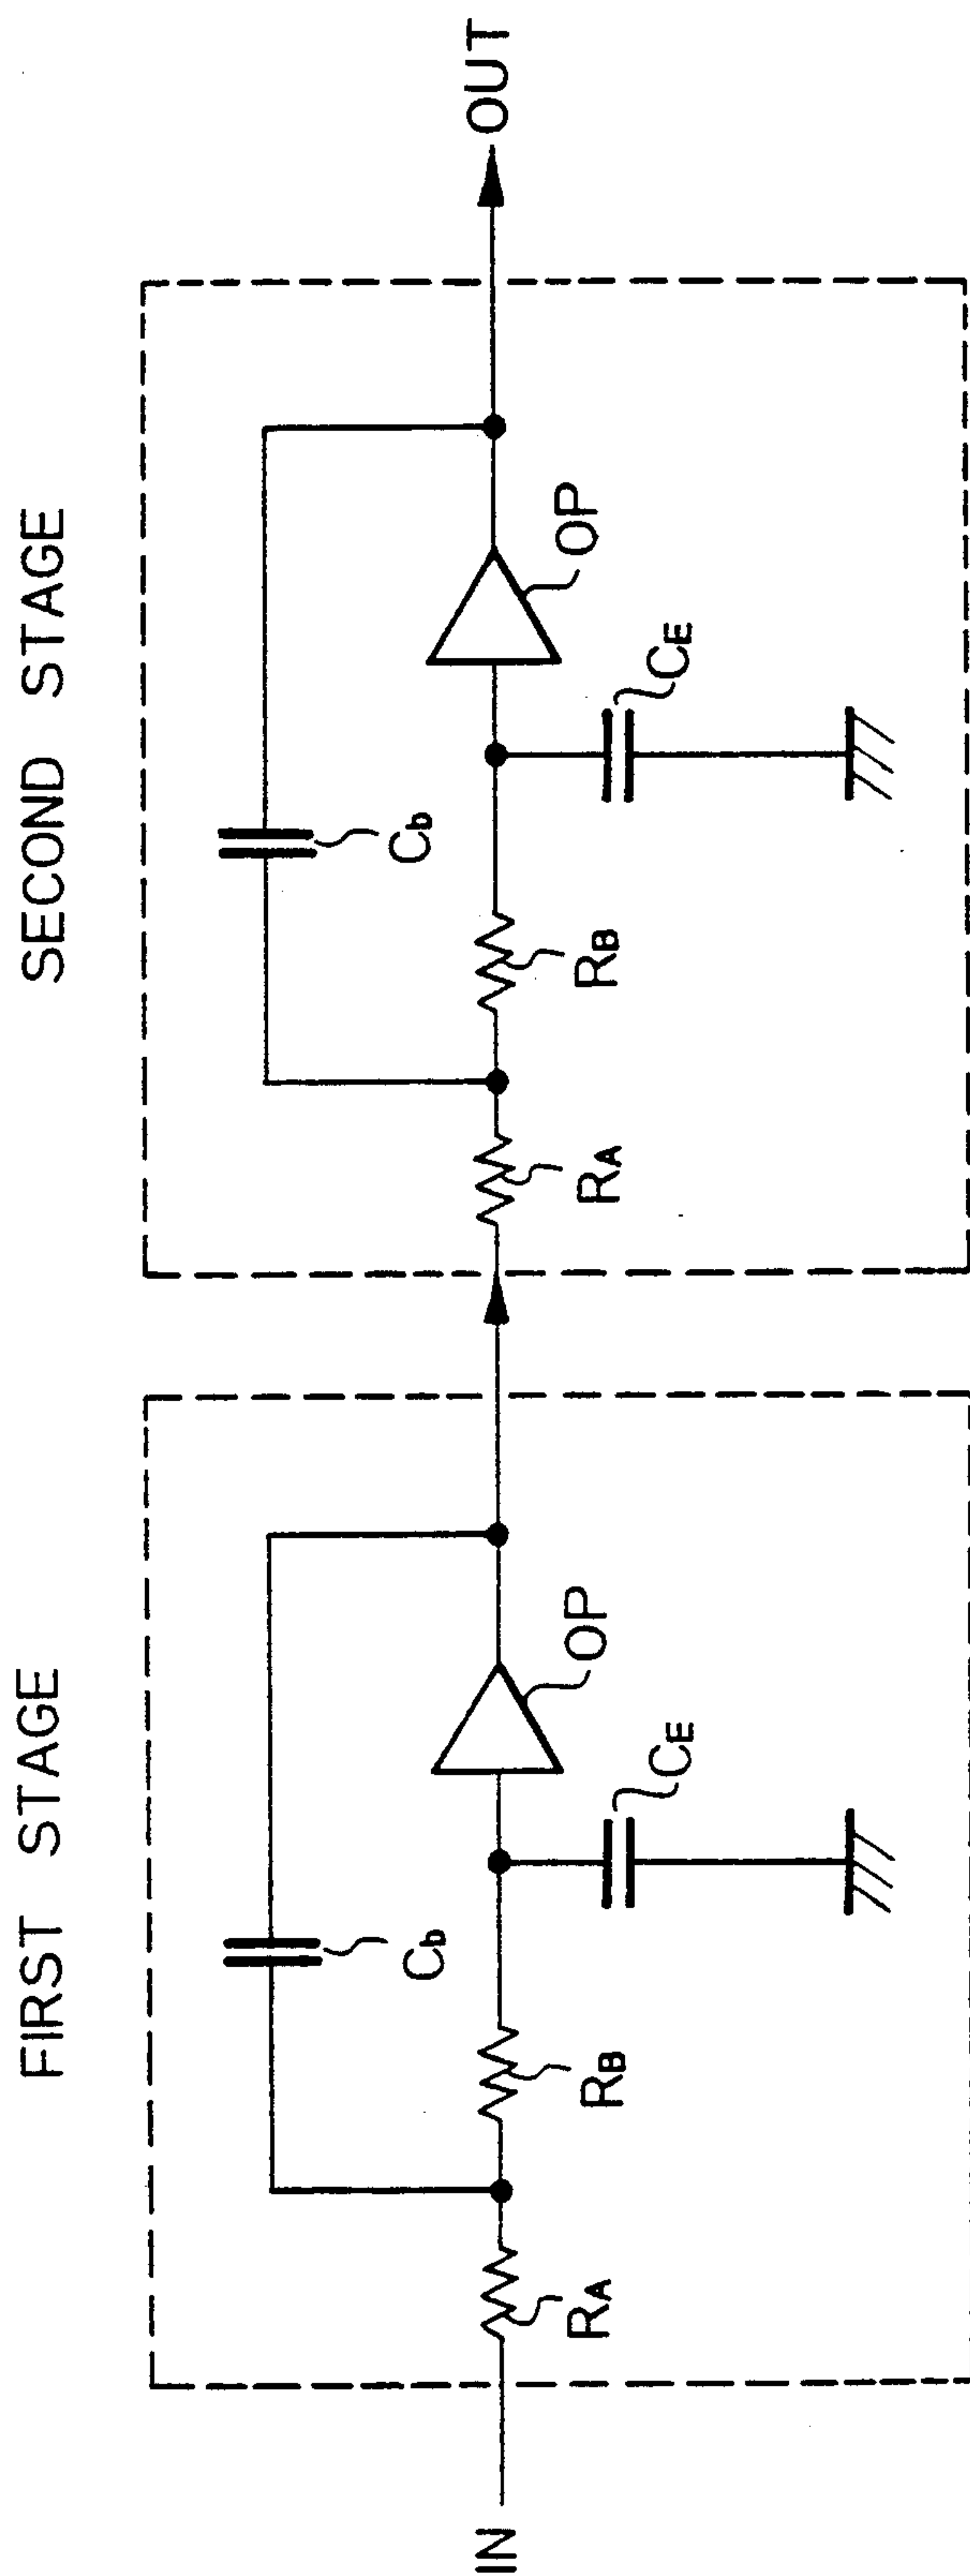 FIRST STAGE
SECOND STAGE
IN
RA
RB
Cb
CE
OP
RA
RB
Cb
CE
OP
OUT